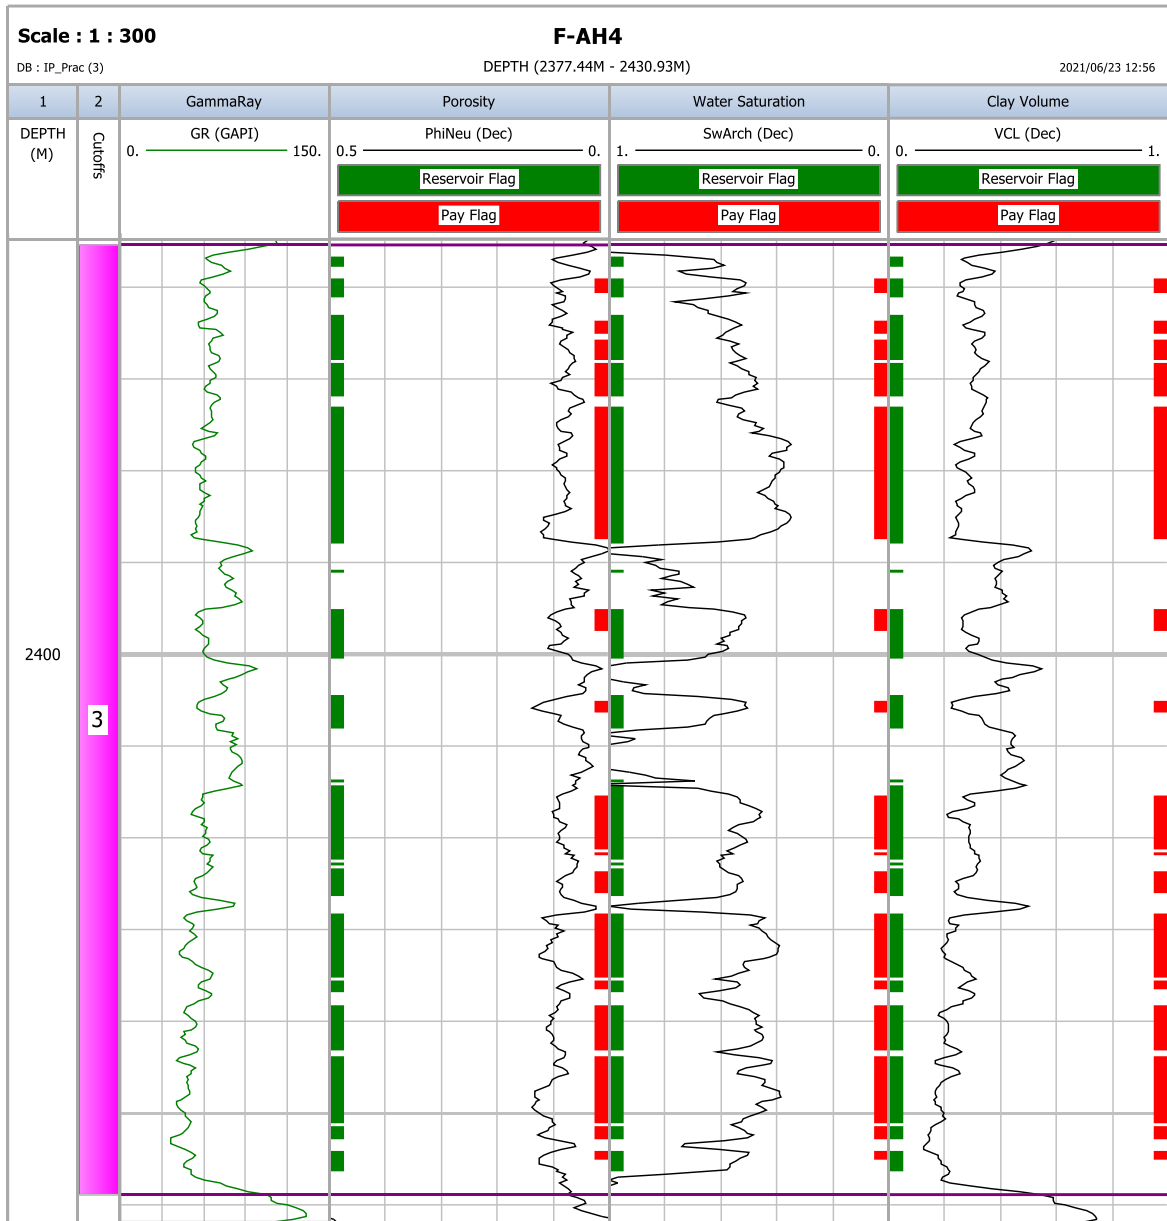 Scale : 1 : 300
F-AH4
DB : IP_Prac (3)
DEPTH (2377.44M - 2430.93M)
2021/06/23 12:56
1 2 GammaRay Porosity Water Saturation Clay Volume
DEPTH
(M)
Cutoffs
GR (GAPI)
0. 150.
PhiNeu (Dec)
0.5 0.
Reservoir Flag
Pay Flag
SwArch (Dec)
1. 0.
Reservoir Flag
Pay Flag
VCL (Dec)
0. 1.
Reservoir Flag
Pay Flag
2400
3